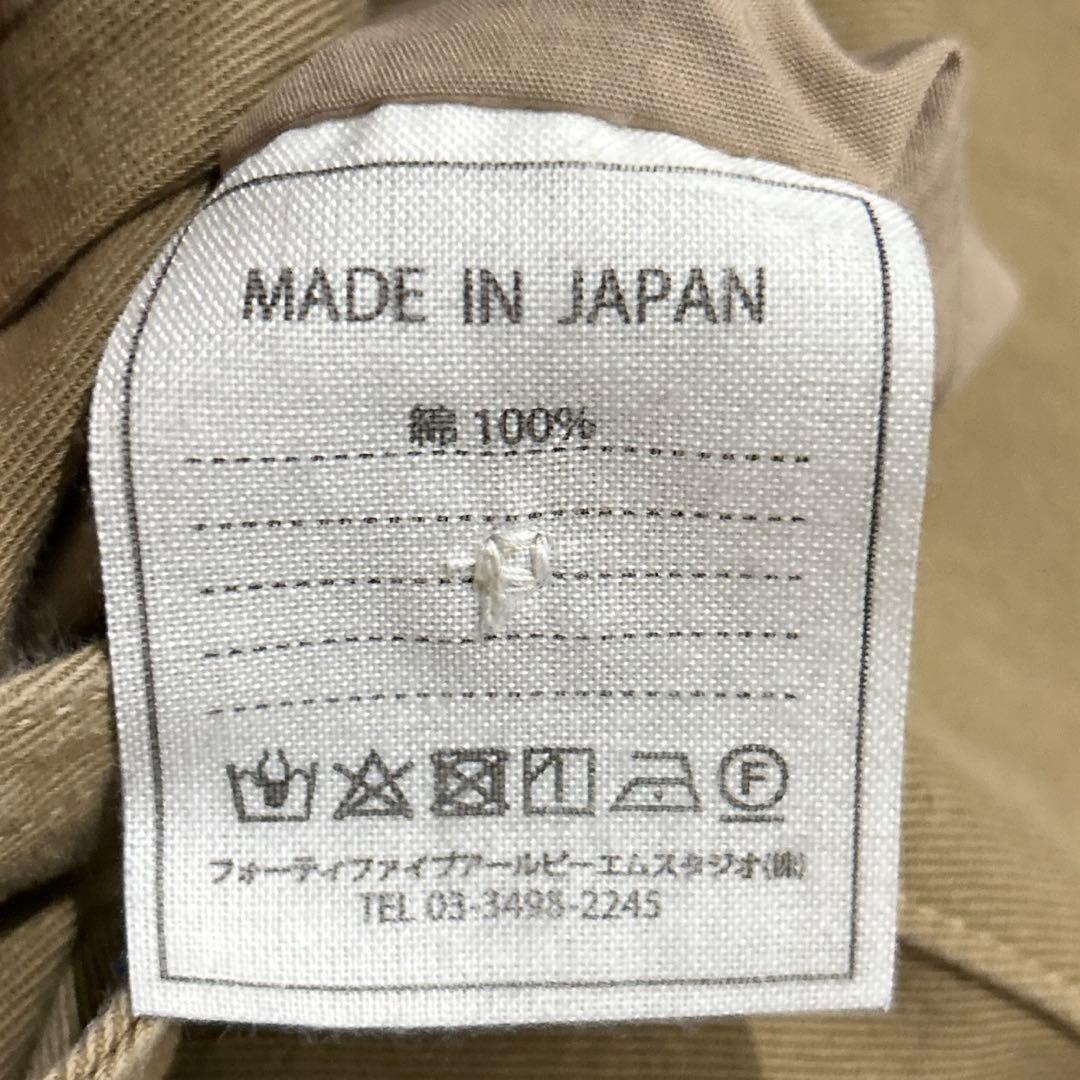 MADE IN JAPAN
綿 100%
F
フォーティファイブアールピーエムスタジオ(株)
TEL 03-3498-2245